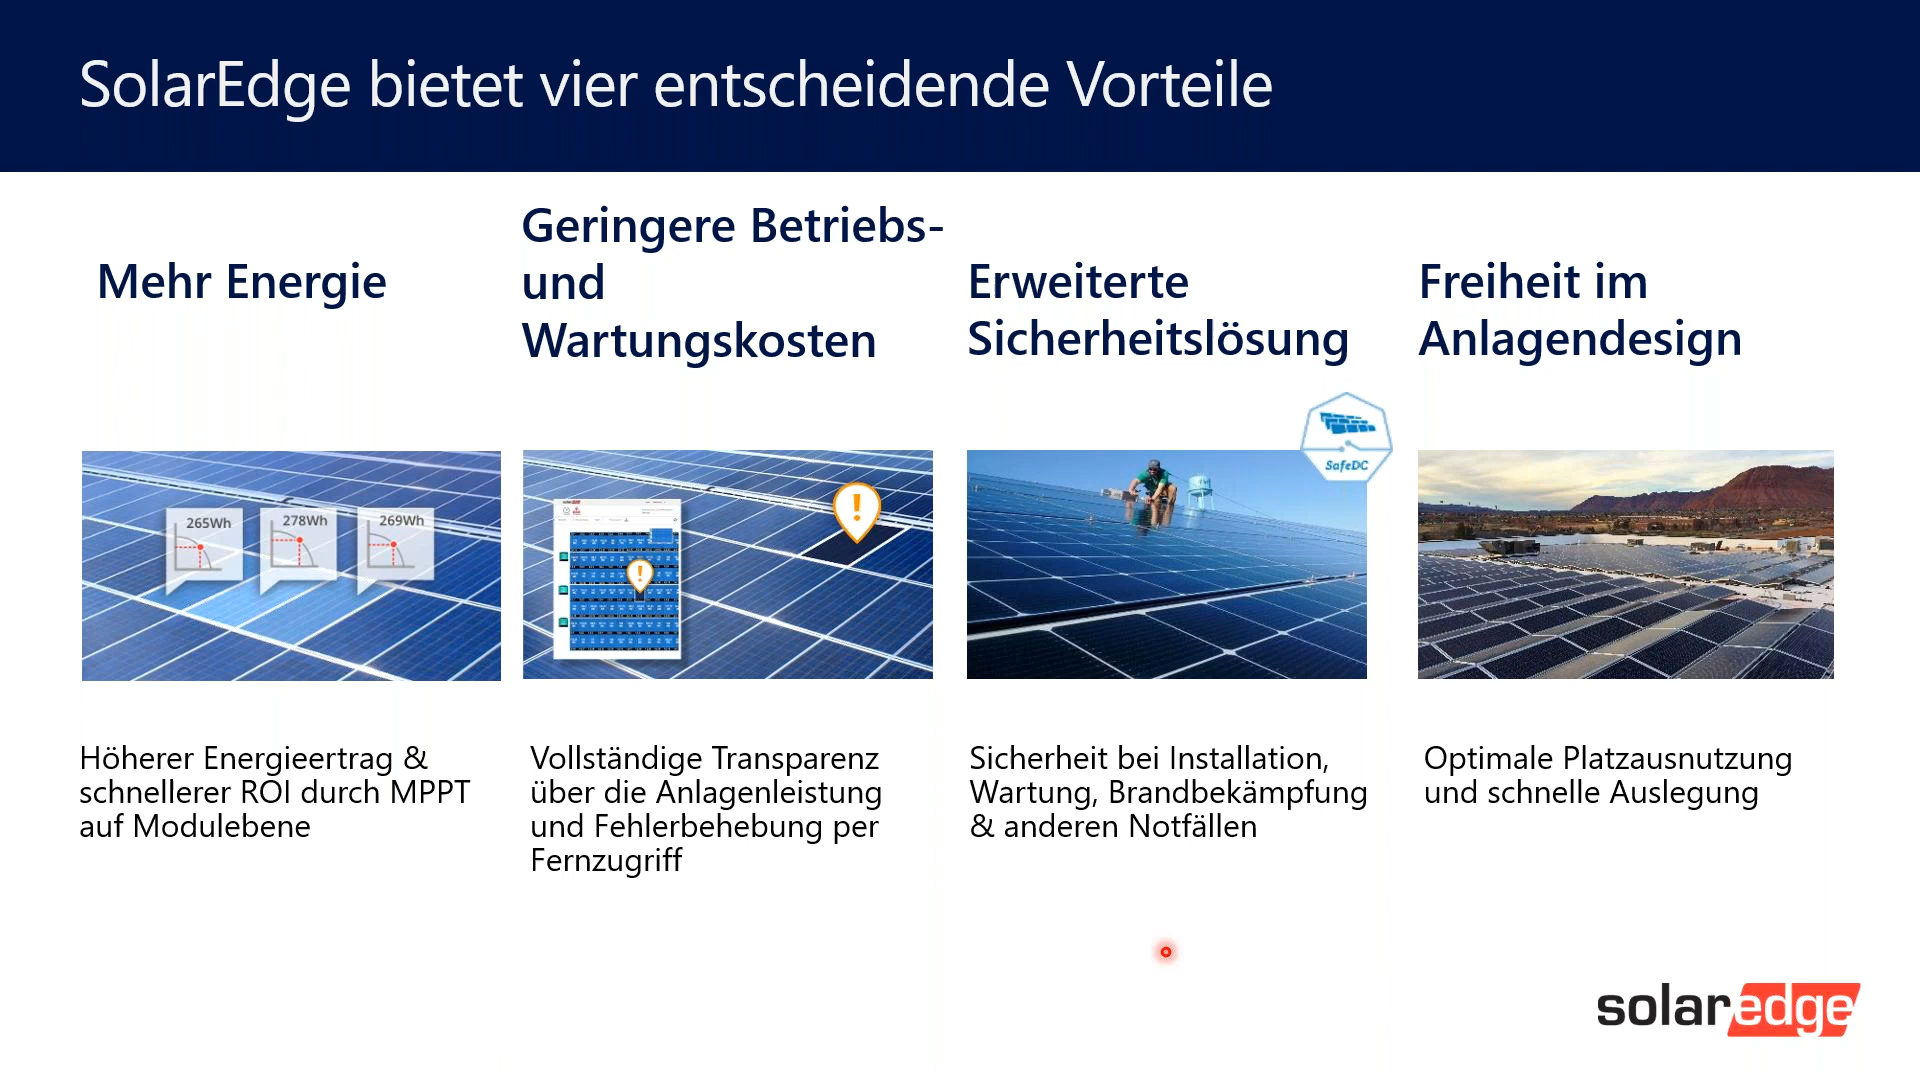 SolarEdge bietet vier entscheidende Vorteile
Mehr Energie
Geringere Betriebs-
und
Wartungskosten
Erweiterte
Sicherheitslösung
Freiheit im
Anlagendesign
265Wh
278Wh
269Wh
SafeDC
Höherer Energieertrag &
schnellerer ROI durch MPPT
auf Modulebene
Vollständige Transparenz
über die Anlagenleistung
und Fehlerbehebung per
Fernzugriff
Sicherheit bei Installation,
Wartung, Brandbekämpfung
& anderen Notfällen
Optimale Platzausnutzung
und schnelle Auslegung
solaredge